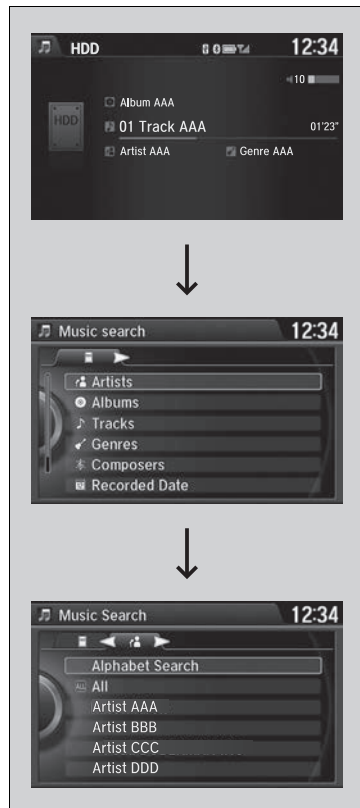 HDD 12:34
10
HDD
Album AAA
01 Track AAA 01'23"
Artist AAA Genre AAA
Music search 12:34
Artists
Albums
Tracks
Genres
Composers
Recorded Date
Music Search 12:34
Alphabet Search
ALL All
Artist AAA
Artist BBB
Artist CCC
Artist DDD